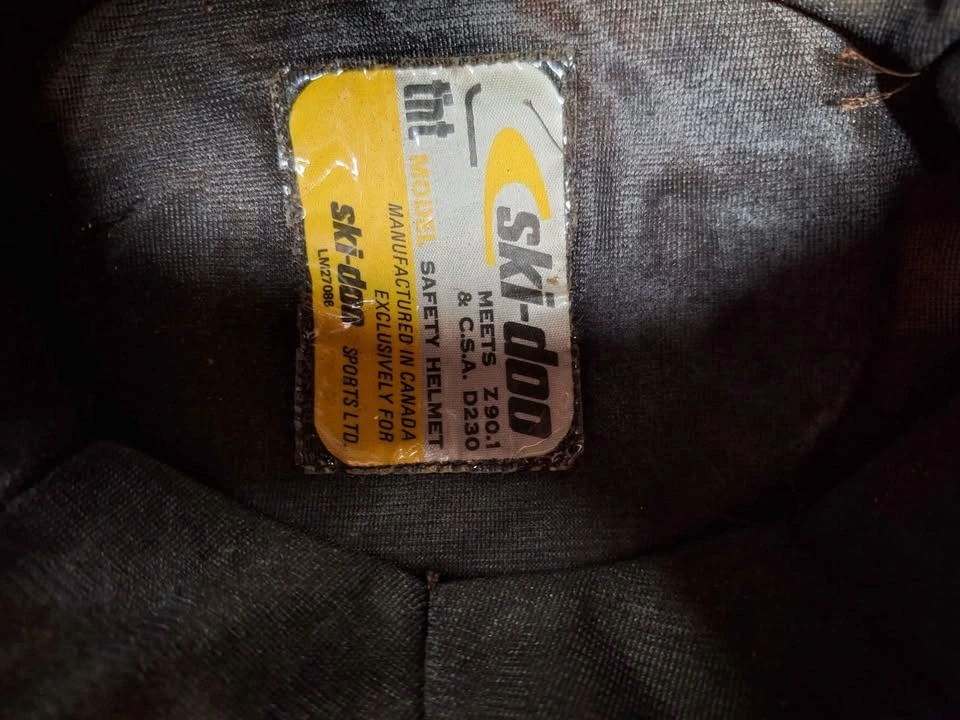 ski-doo
MEETS Z90.1
& C.S.A. D230
tnt MODEL SAFETY HELMET
MANUFACTURED IN CANADA
EXCLUSIVELY FOR
ski-doo SPORTS LTD.